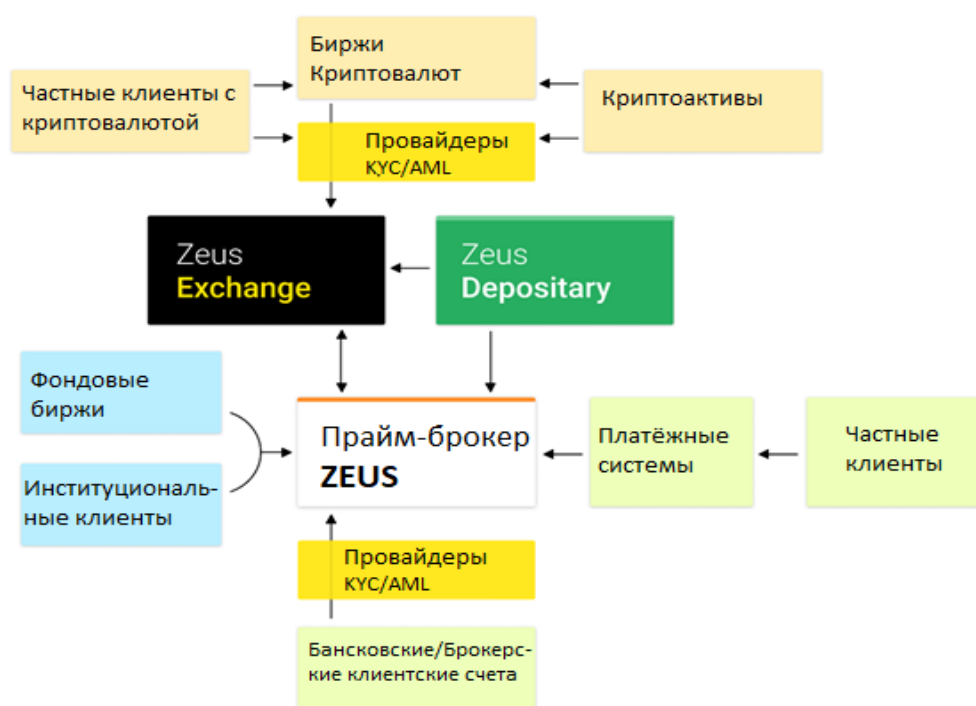 Биржи
Криптовалют
Частные клиенты с
криптовалютой
Криптоактивы
Провайдеры
KYC/AML
Zeus
Exchange
Zeus
Depositary
Фондовые
биржи
Институциональ-
ные клиенты
Прайм-брокер
ZEUS
Платёжные
системы
Частные
клиенты
Провайдеры
KYC/AML
Бансковские/Брокерс-
кие клиентские счета